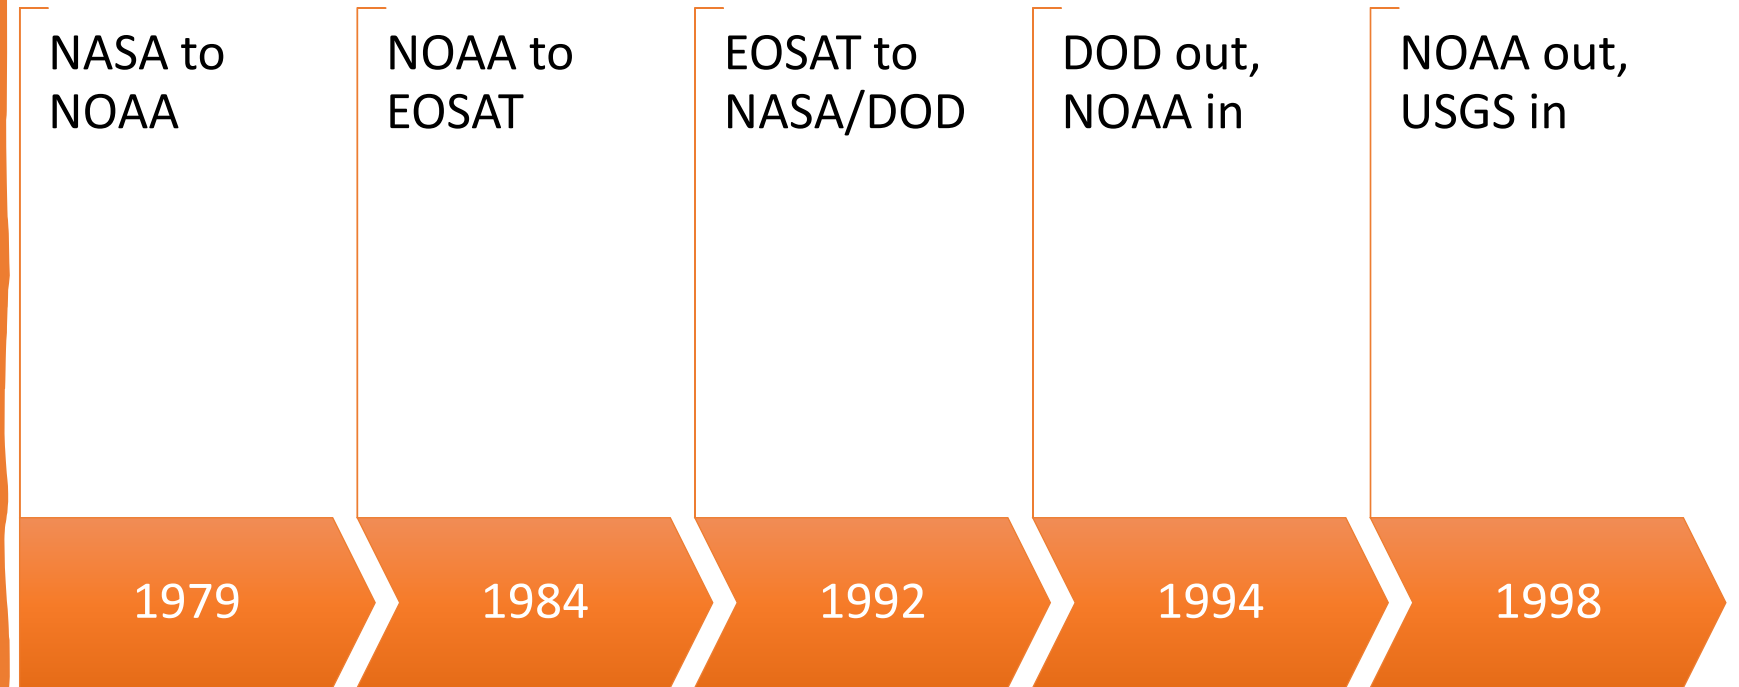 NASA to
NOAA
NOAA to
EOSAT
EOSAT to
NASA/DOD
DOD out,
NOAA in
NOAA out,
USGS in
1979
1984
1992
1994
1998